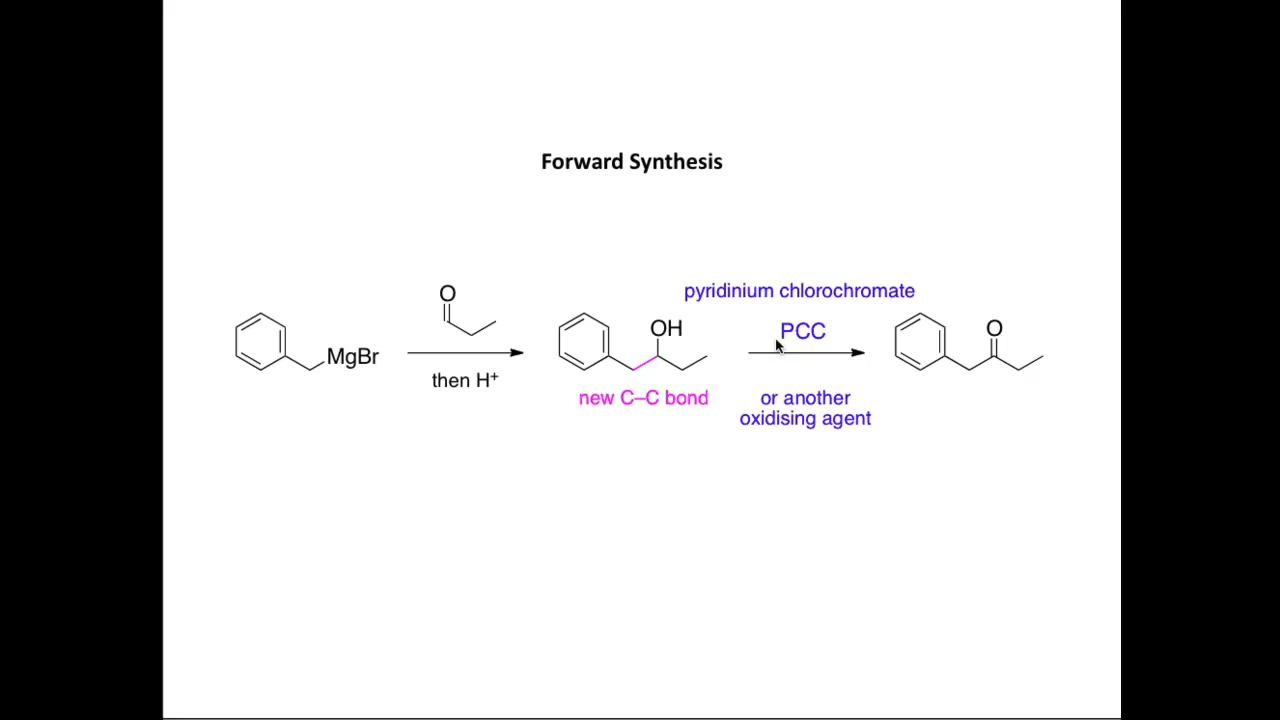 Forward Synthesis
O
MgBr
then H⁺
OH
new C–C bond
pyridinium chlorochromate
PCC
or another
oxidising agent
O